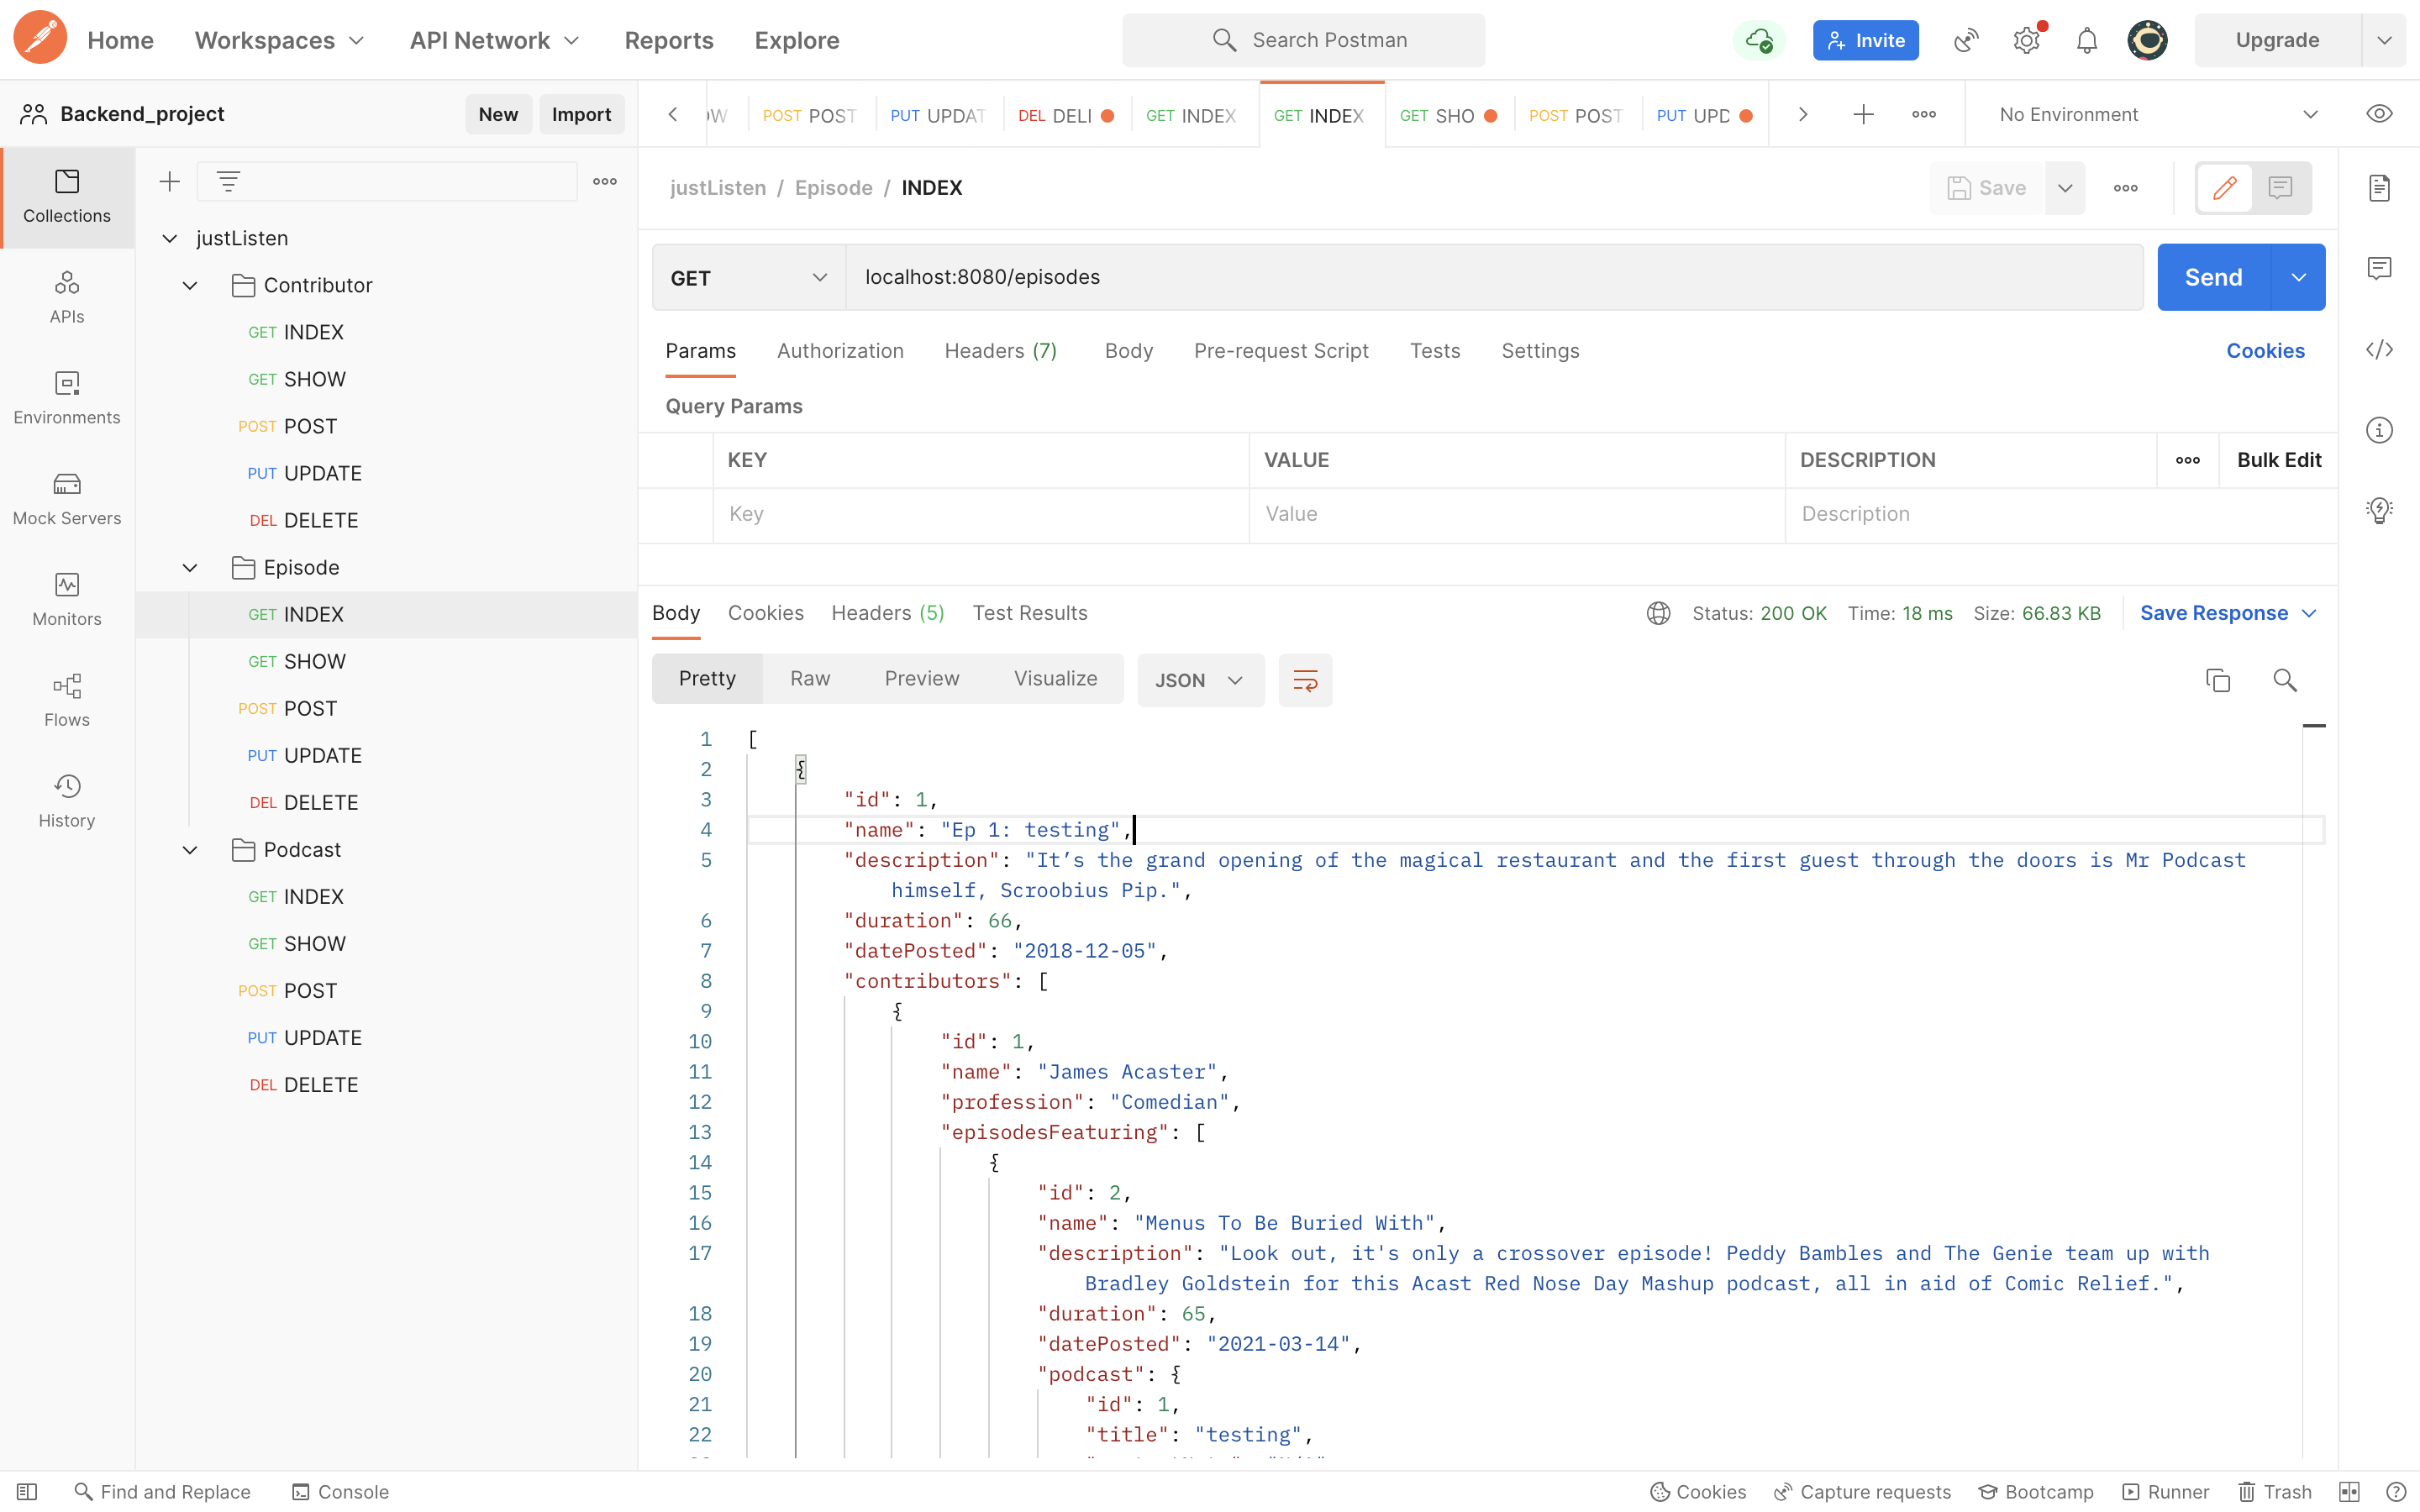 Home Workspaces API Network Reports Explore Search Postman Invite Upgrade
Backend_project New Import
POST POST PUT UPDAT DEL DELI GET INDEX GET INDEX GET SHO POST POST PUT UPD No Environment
Collections
APIs
Environments
Mock Servers
Monitors
Flows
History
justListen
Contributor
GET INDEX
GET SHOW
POST POST
PUT UPDATE
DEL DELETE
Episode
GET INDEX
GET SHOW
POST POST
PUT UPDATE
DEL DELETE
Podcast
GET INDEX
GET SHOW
POST POST
PUT UPDATE
DEL DELETE
justListen / Episode / INDEX Save
GET localhost:8080/episodes Send
Params Authorization Headers (7) Body Pre-request Script Tests Settings Cookies
Query Params
KEY VALUE DESCRIPTION Bulk Edit
Key Value Description
Body Cookies Headers (5) Test Results Status: 200 OK Time: 18 ms Size: 66.83 KB Save Response
Pretty Raw Preview Visualize JSON
1 [
2 {
3 "id": 1,
4 "name": "Ep 1: testing",
5 "description": "It’s the grand opening of the magical restaurant and the first guest through the doors is Mr Podcast
himself, Scroobius Pip.",
6 "duration": 66,
7 "datePosted": "2018-12-05",
8 "contributors": [
9 {
10 "id": 1,
11 "name": "James Acaster",
12 "profession": "Comedian",
13 "episodesFeaturing": [
14 {
15 "id": 2,
16 "name": "Menus To Be Buried With",
17 "description": "Look out, it's only a crossover episode! Peddy Bambles and The Genie team up with
Bradley Goldstein for this Acast Red Nose Day Mashup podcast, all in aid of Comic Relief.",
18 "duration": 65,
19 "datePosted": "2021-03-14",
20 "podcast": {
21 "id": 1,
22 "title": "testing",
Find and Replace Console Cookies Capture requests Bootcamp Runner Trash